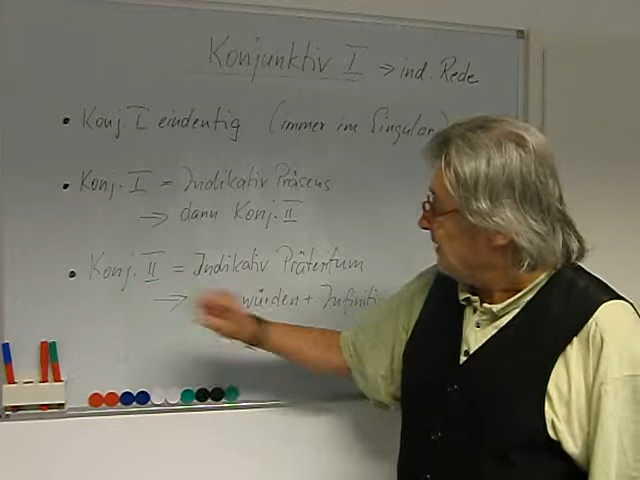 Konjunktiv I → ind. Rede
• Konj. I eindeutig (immer im Singular)
• Konj. I = Indikativ Präsens
→ dann Konj. II
• Konj. II = Indikativ Präteritum
→ würden + Infiniti